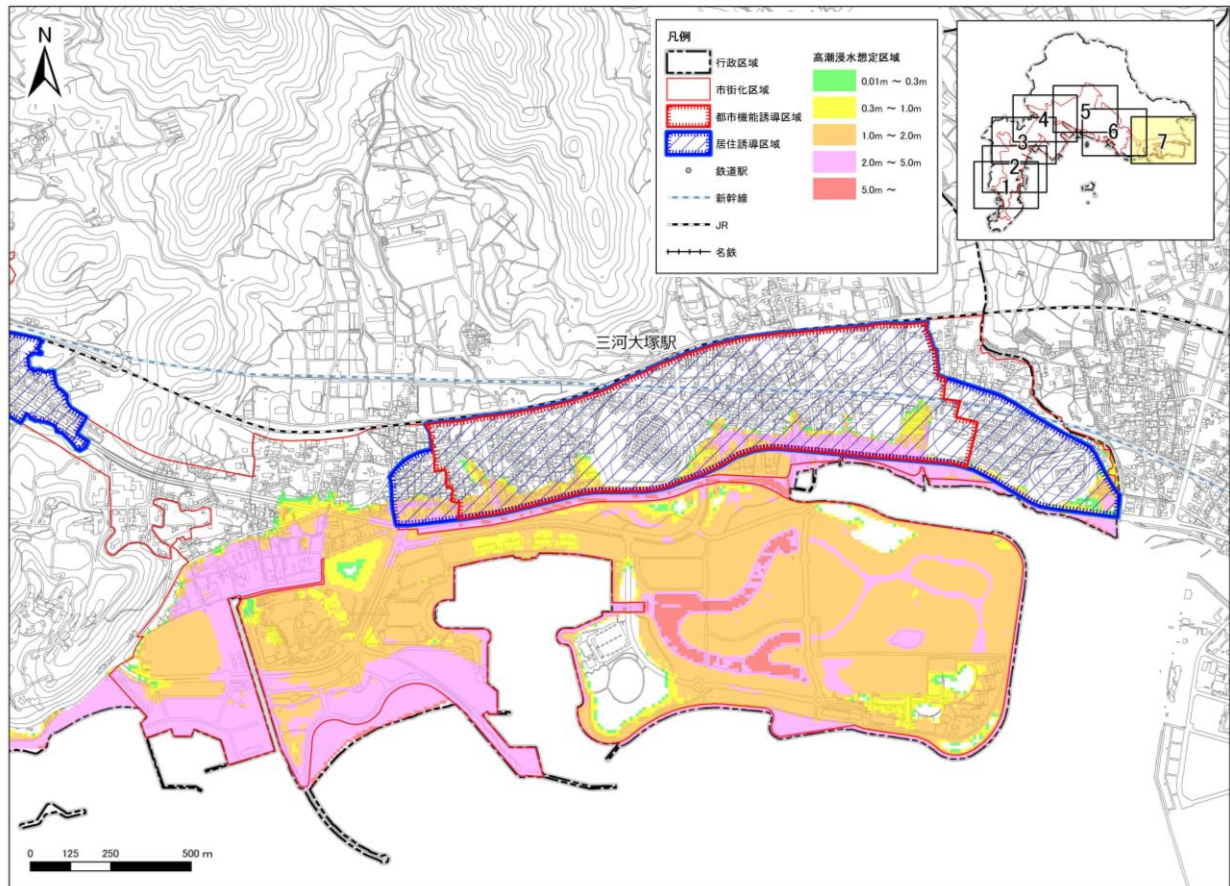 N
凡例
行政区域
市街化区域
都市機能誘導区域
居住誘導区域
鉄道駅
新幹線
JR
名鉄
高潮浸水想定区域
0.01m ～ 0.3m
0.3m ～ 1.0m
1.0m ～ 2.0m
2.0m ～ 5.0m
5.0m ～
5
4
6
7
3
2
1
三河大塚駅
0 125 250 500 m